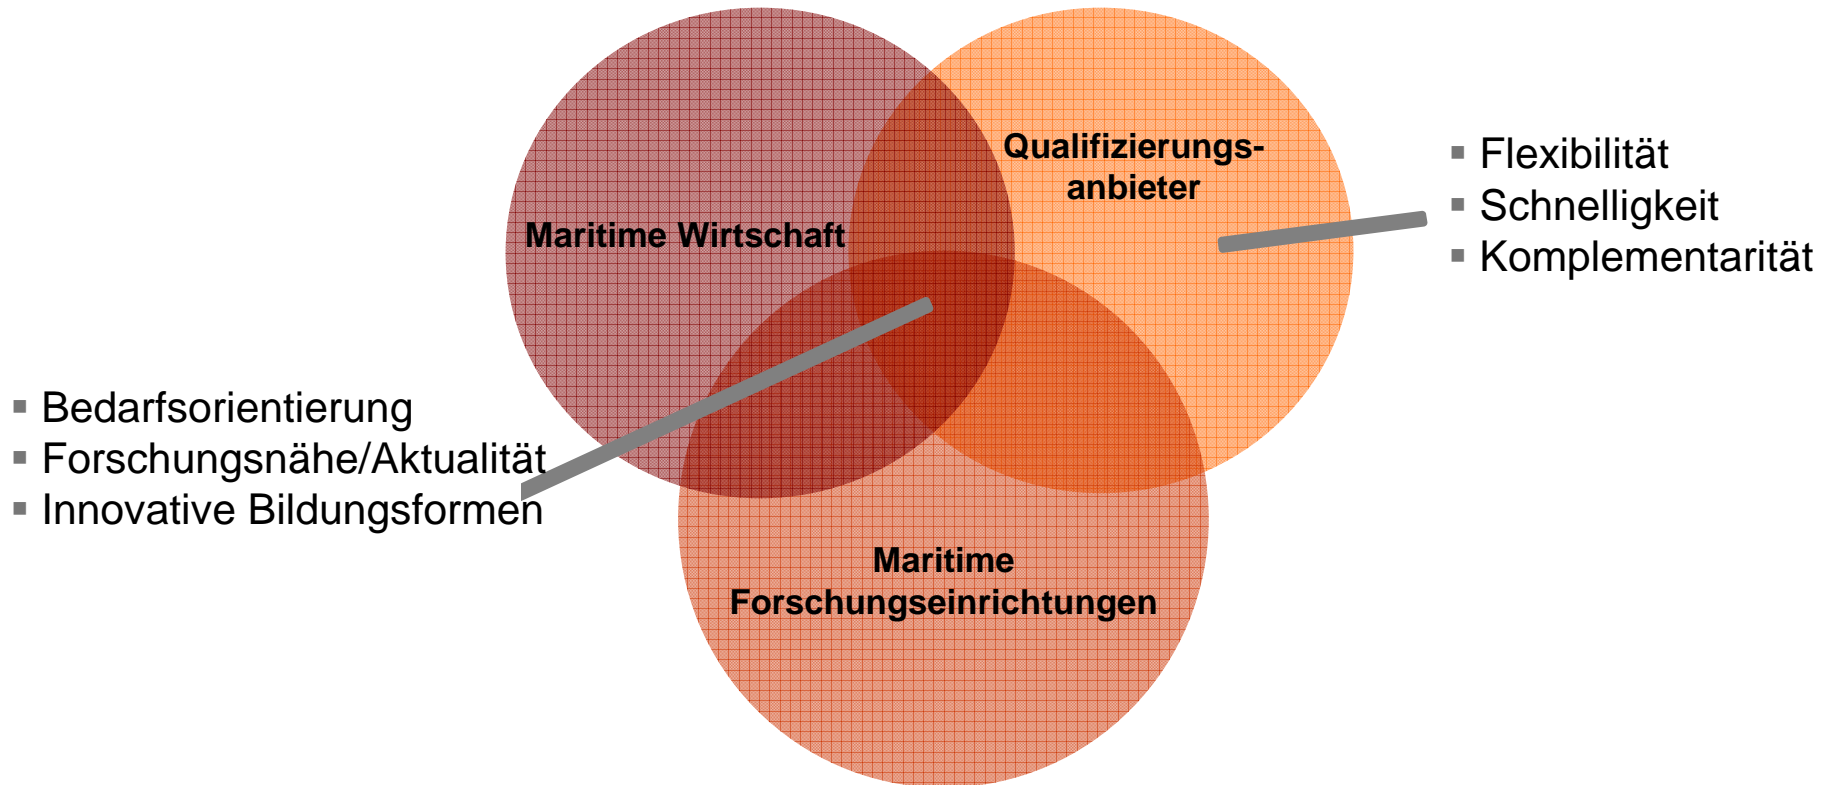 Qualifizierungs-
anbieter
Maritime Wirtschaft
▪ Flexibilität
▪ Schnelligkeit
▪ Komplementarität
▪ Bedarfsorientierung
▪ Forschungsnähe/Aktualität
▪ Innovative Bildungsformen
Maritime
Forschungseinrichtungen